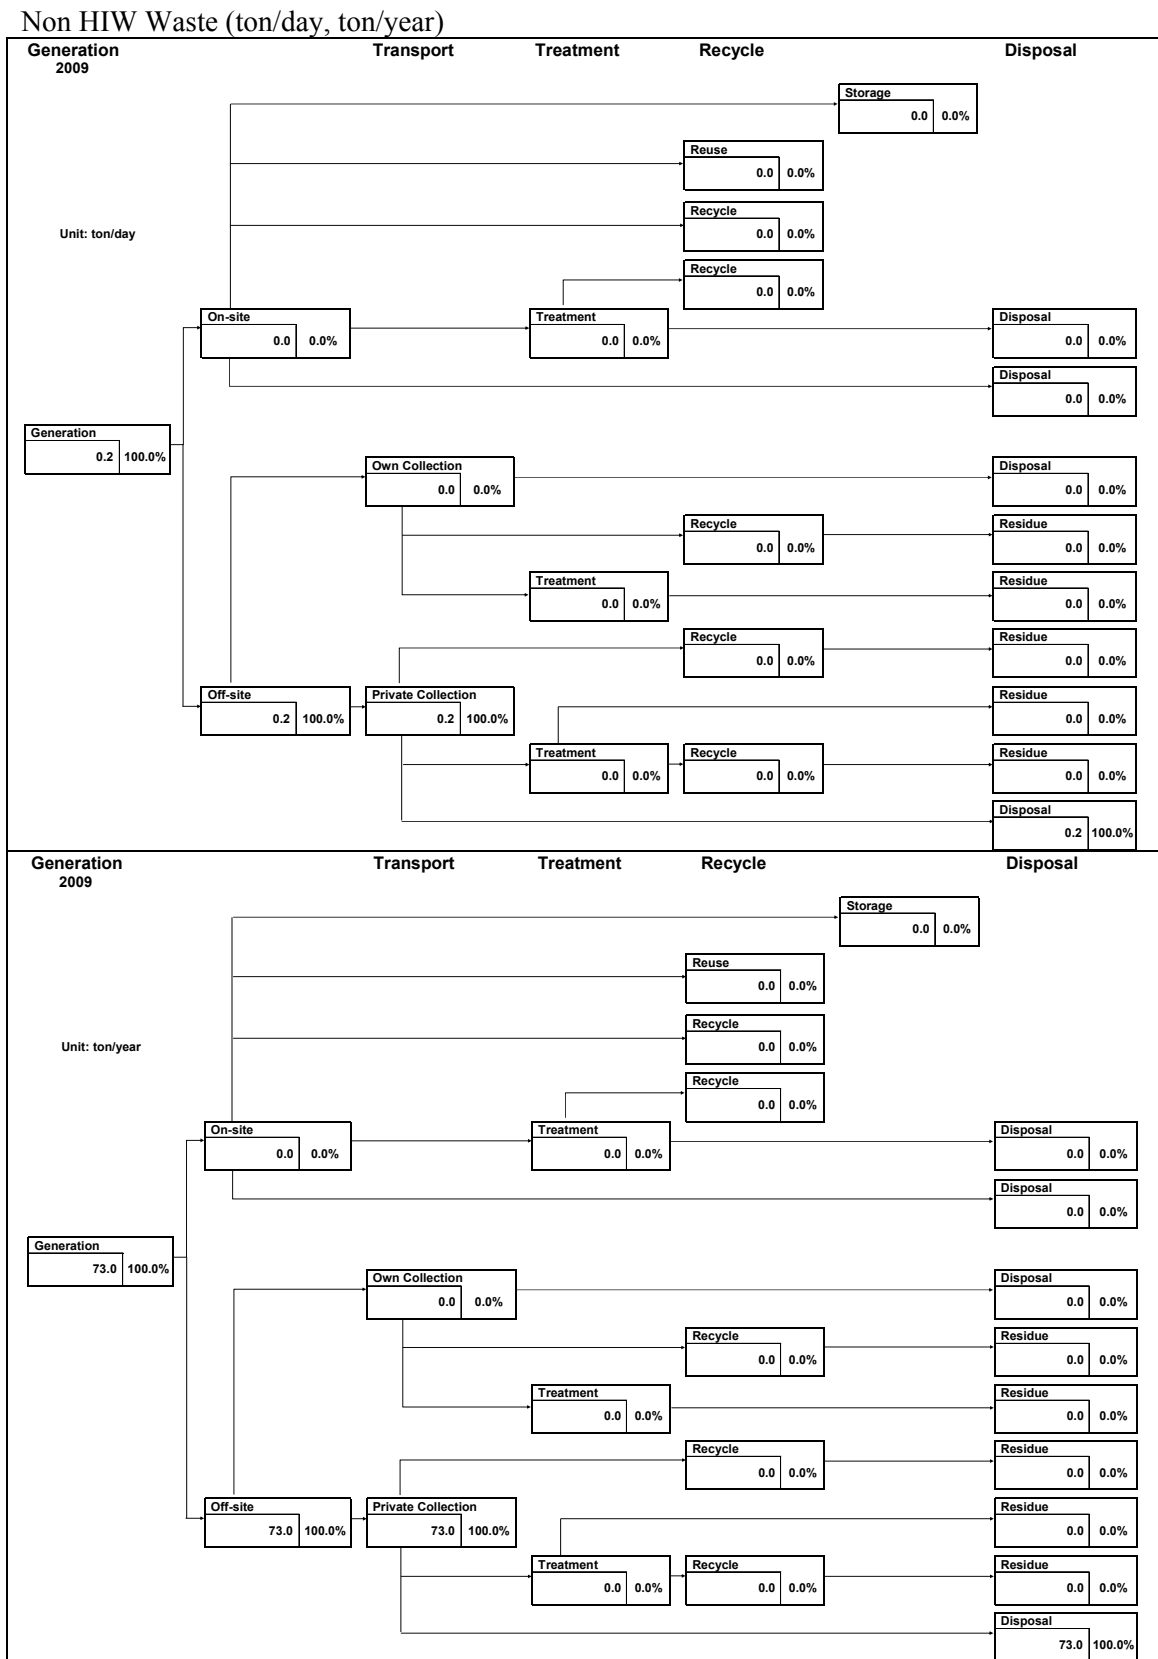 Non HIW Waste (ton/day, ton/year)
Generation Transport Treatment Recycle Disposal
2009
Storage
0.0 0.0%
Reuse
0.0 0.0%
Recycle
Unit: ton/day 0.0 0.0%
Recycle
0.0 0.0%
On-site Treatment Disposal
0.0 0.0% 0.0 0.0% 0.0 0.0%
Disposal
0.0 0.0%
Generation
0.2 100.0%
Own Collection Disposal
0.0 0.0% 0.0 0.0%
Recycle Residue
0.0 0.0% 0.0 0.0%
Treatment Residue
0.0 0.0% 0.0 0.0%
Recycle Residue
0.0 0.0% 0.0 0.0%
Off-site Private Collection Residue
0.2 100.0% 0.2 100.0% 0.0 0.0%
Treatment Recycle Residue
0.0 0.0% 0.0 0.0% 0.0 0.0%
Disposal
0.2 100.0%
Generation Transport Treatment Recycle Disposal
2009
Storage
0.0 0.0%
Reuse
0.0 0.0%
Recycle
Unit: ton/year 0.0 0.0%
Recycle
0.0 0.0%
On-site Treatment Disposal
0.0 0.0% 0.0 0.0% 0.0 0.0%
Disposal
0.0 0.0%
Generation
73.0 100.0%
Own Collection Disposal
0.0 0.0% 0.0 0.0%
Recycle Residue
0.0 0.0% 0.0 0.0%
Treatment Residue
0.0 0.0% 0.0 0.0%
Recycle Residue
0.0 0.0% 0.0 0.0%
Off-site Private Collection Residue
73.0 100.0% 73.0 100.0% 0.0 0.0%
Treatment Recycle Residue
0.0 0.0% 0.0 0.0% 0.0 0.0%
Disposal
73.0 100.0%